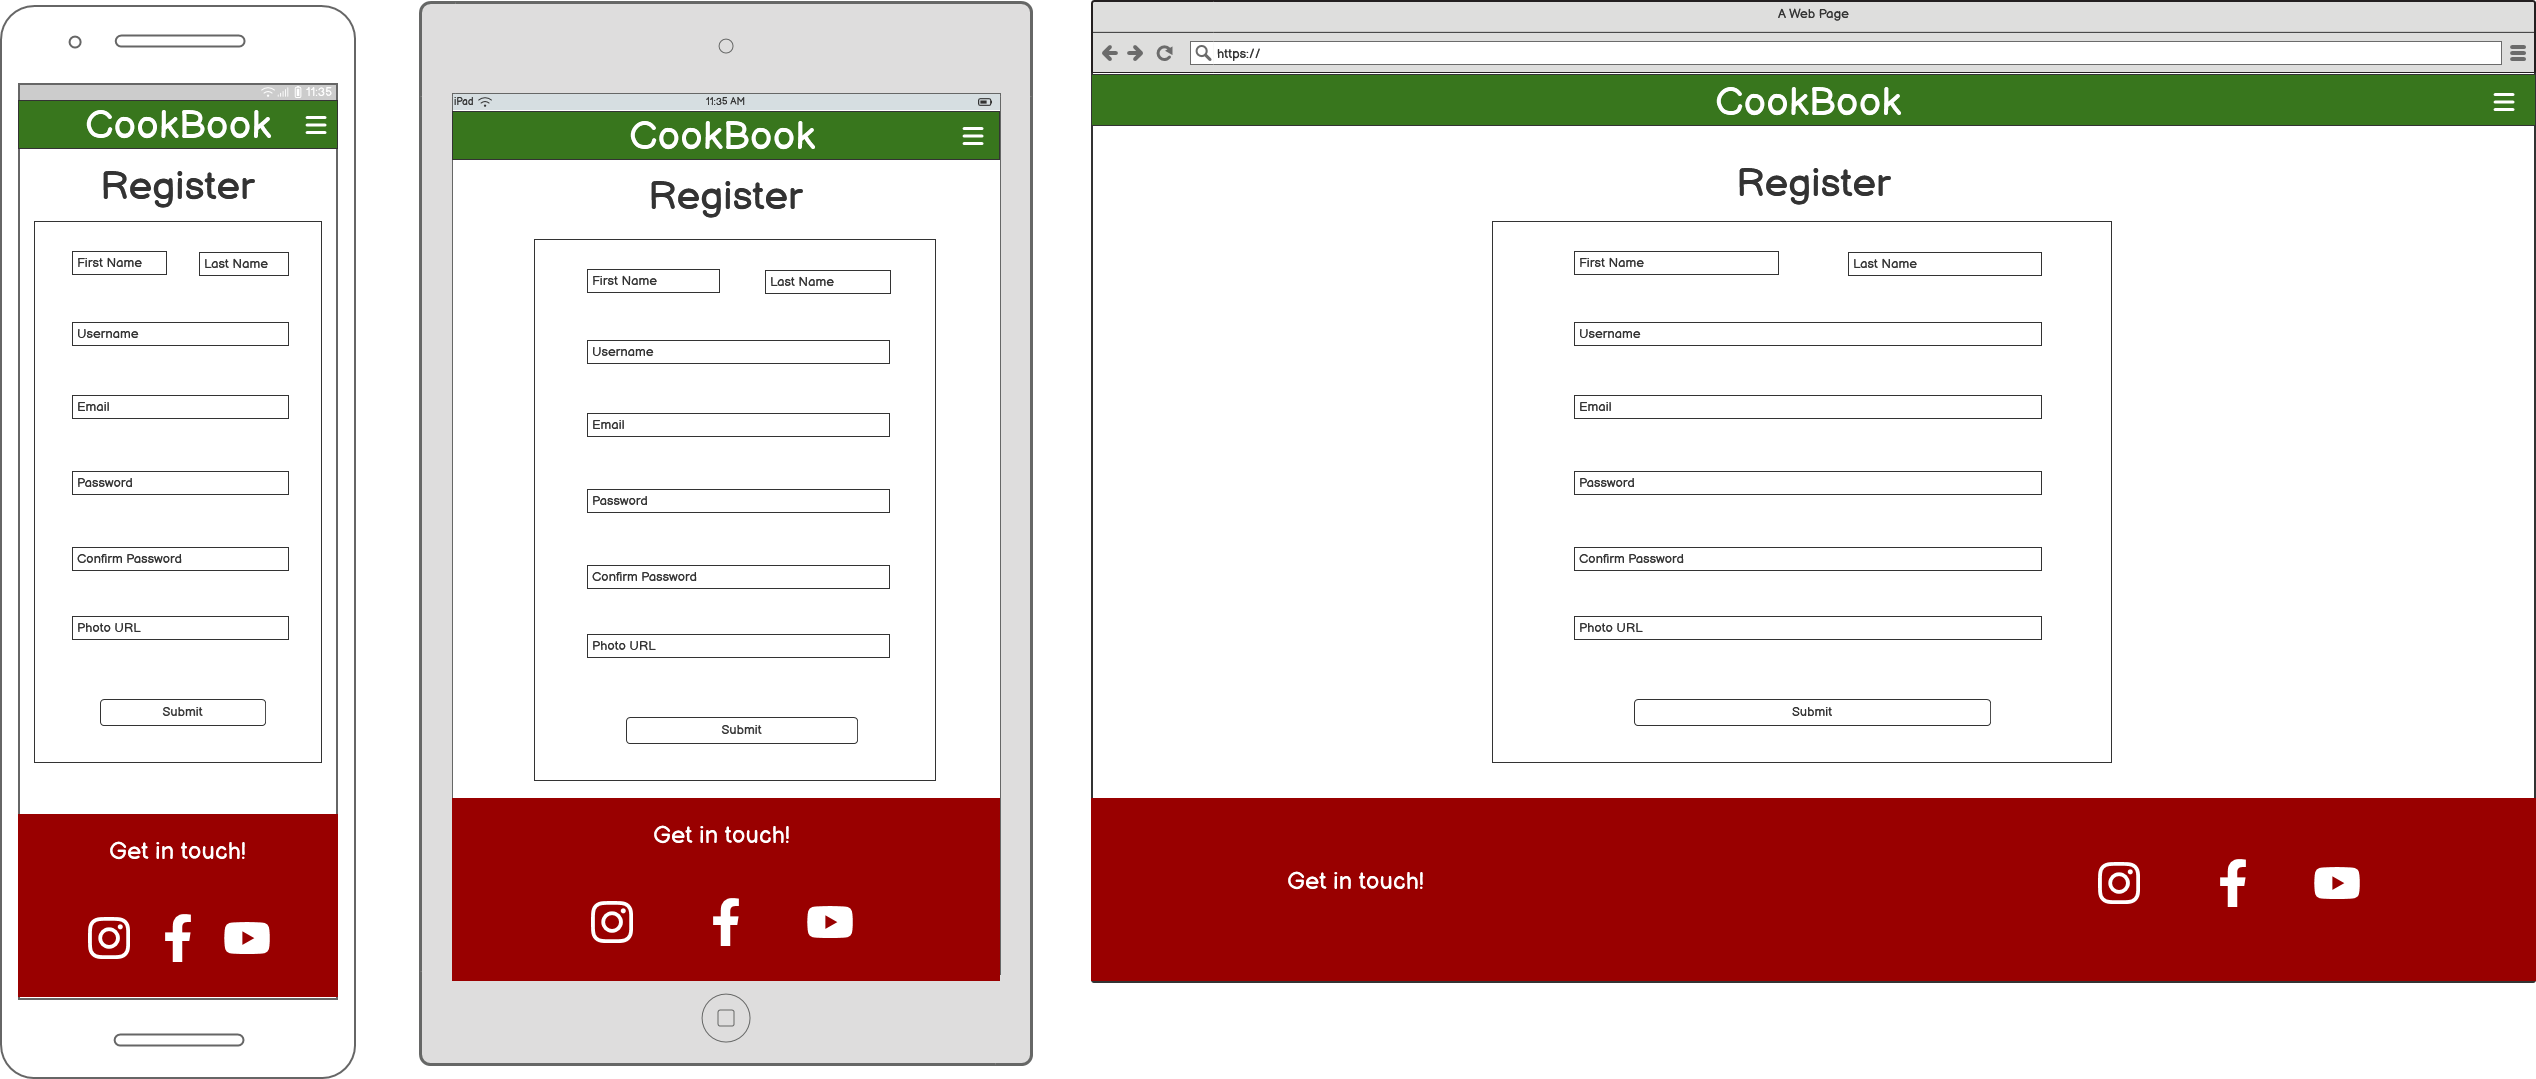 11:35
CookBook
Register
First Name
Last Name
Username
Email
Password
Confirm Password
Photo URL
Submit
Get in touch!
iPad
11:35 AM
CookBook
Register
First Name
Last Name
Username
Email
Password
Confirm Password
Photo URL
Submit
Get in touch!
A Web Page
https://
CookBook
Register
First Name
Last Name
Username
Email
Password
Confirm Password
Photo URL
Submit
Get in touch!